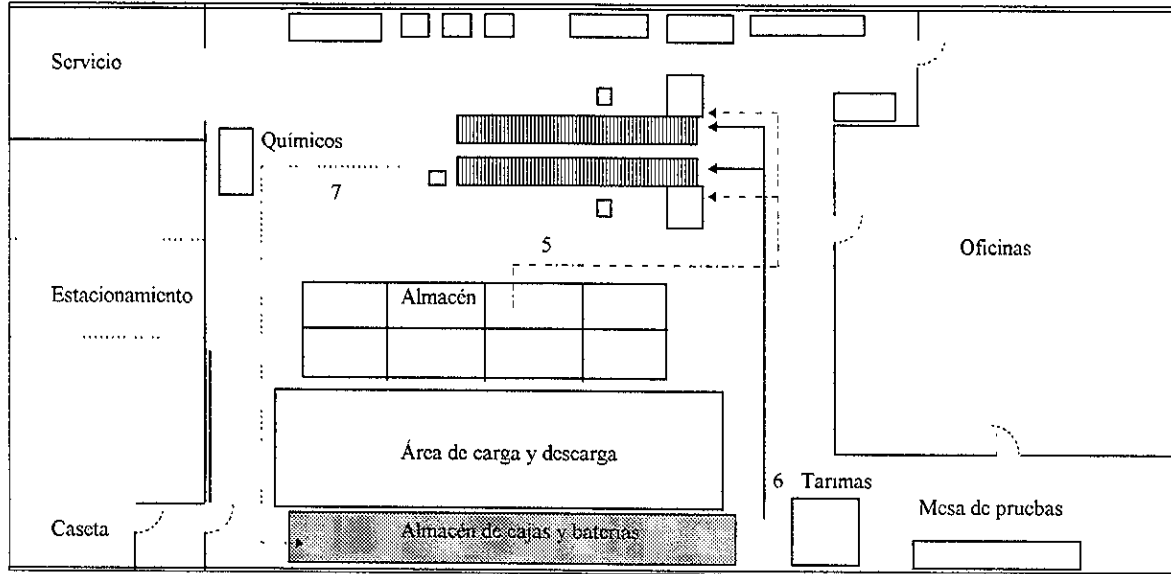 Servicio
Químicos
7
5
Oficinas
Estacionamiento
Almacén
Área de carga y descarga
6 Tarimas
Mesa de pruebas
Caseta
Almacén de cajas y baterías